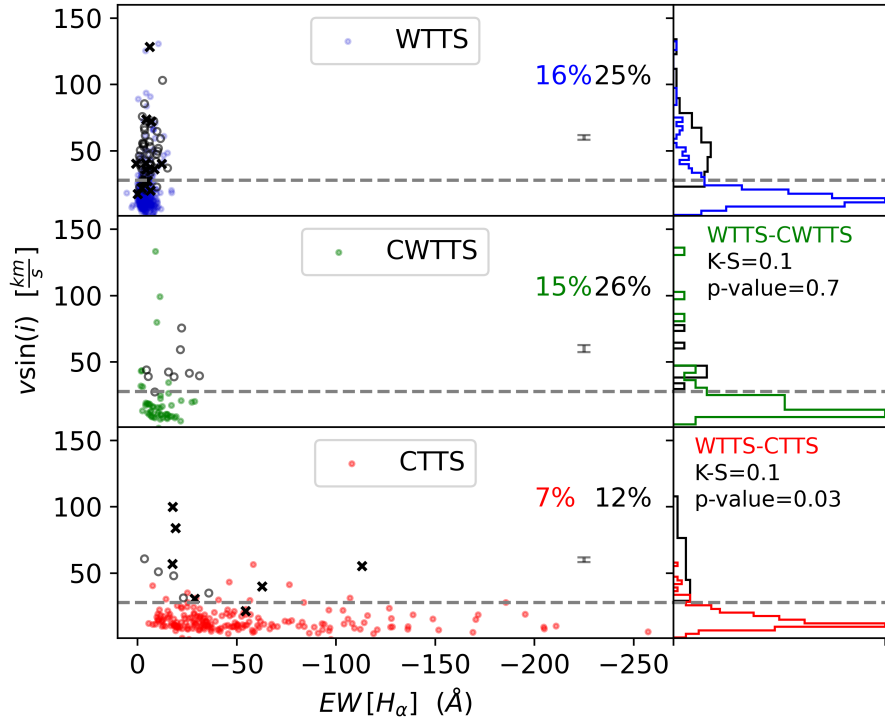 150
100
50
WTTS
16% 25%
150
100
50
CWTTS
15% 26%
WTTS-CWTTS
K-S=0.1
p-value=0.7
150
100
50
CTTS
7% 12%
WTTS-CTTS
K-S=0.1
p-value=0.03
0 −50 −100 −150 −200 −250
vsin(i) [km/s]
EW[Hα] (Å)